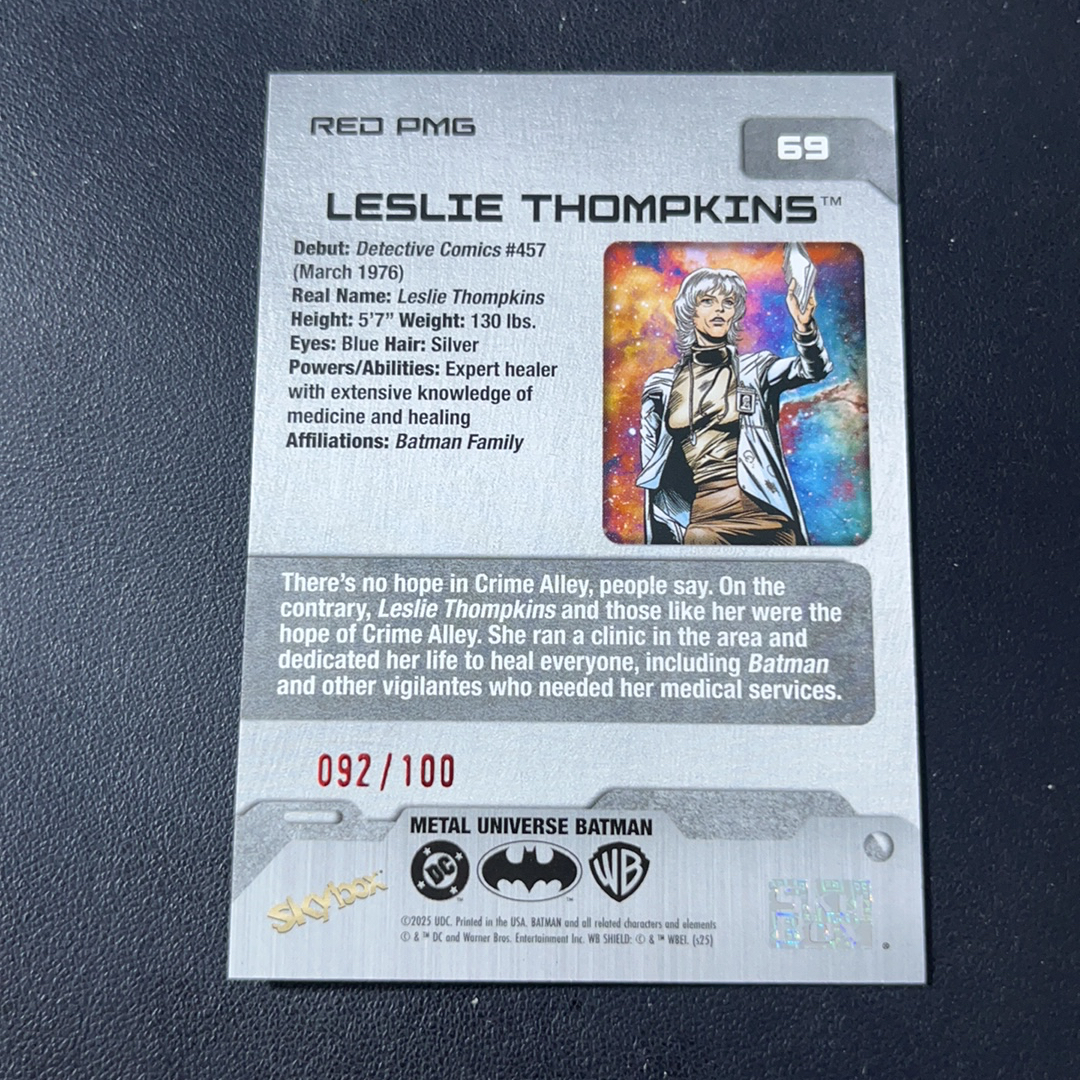 RED PMG
69
LESLIE THOMPKINS™
Debut: Detective Comics #457
(March 1976)
Real Name: Leslie Thompkins
Height: 5'7” Weight: 130 lbs.
Eyes: Blue Hair: Silver
Powers/Abilities: Expert healer
with extensive knowledge of
medicine and healing
Affiliations: Batman Family
There's no hope in Crime Alley, people say. On the
contrary, Leslie Thompkins and those like her were the
hope of Crime Alley. She ran a clinic in the area and
dedicated her life to heal everyone, including Batman
and other vigilantes who needed her medical services.
092/100
METAL UNIVERSE BATMAN
DC
WB
SKYBOX
©2025 UDC. Printed in the USA. BATMAN and all related characters and elements
© & ™ DC and Warner Bros. Entertainment Inc. WB SHIELD: © & ™ WBEI. (s25)